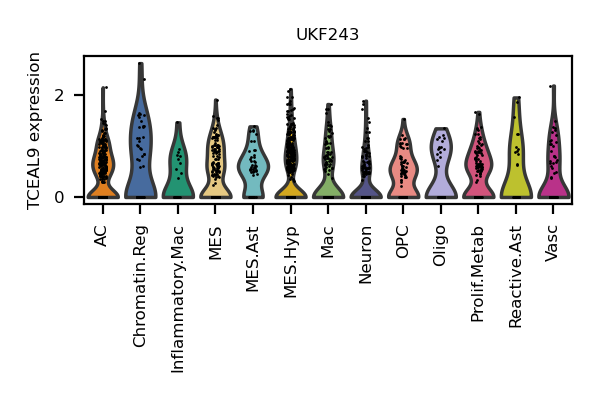 UKF243
TCEAL9 expression
2
0
AC
Chromatin.Reg
Inflammatory.Mac
MES
MES.Ast
MES.Hyp
Mac
Neuron
OPC
Oligo
Prolif.Metab
Reactive.Ast
Vasc